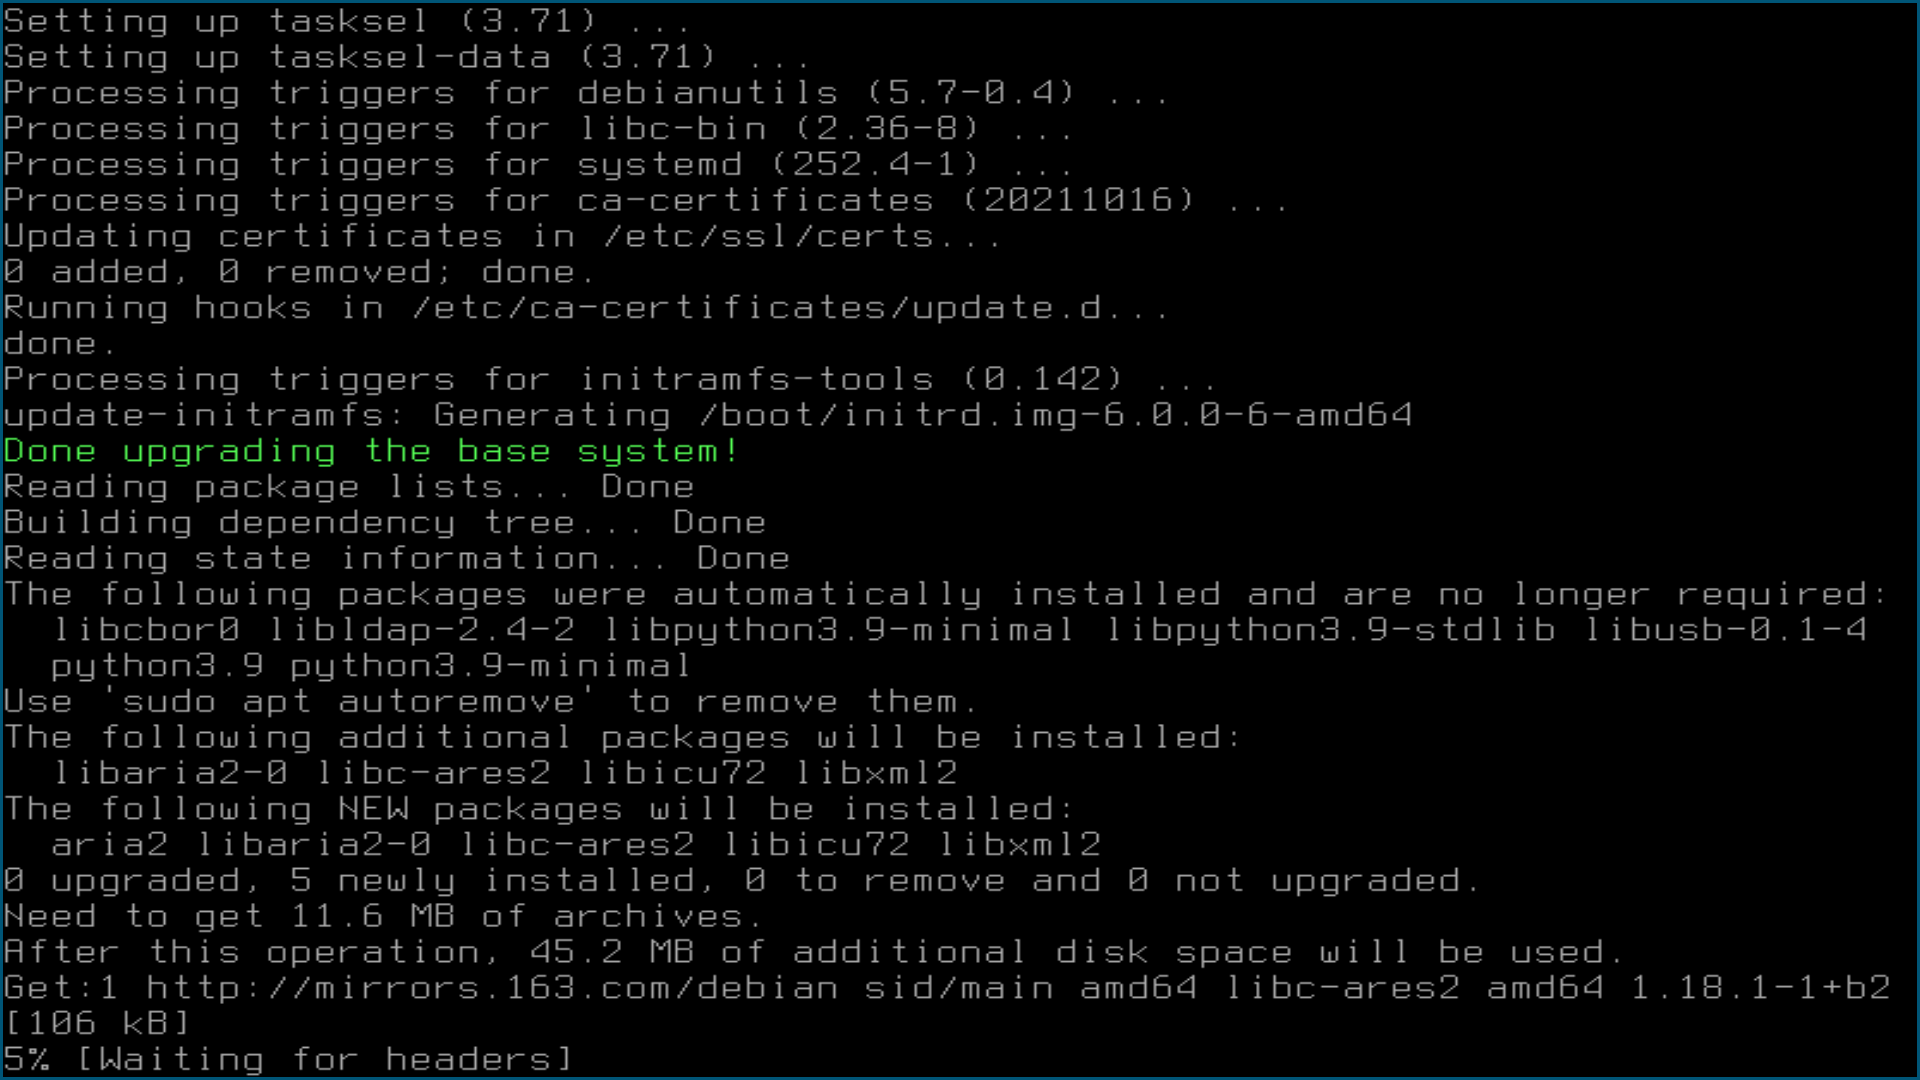 Setting up tasksel (3.71) ...
Setting up tasksel-data (3.71) ...
Processing triggers for debianutils (5.7-0.4) ...
Processing triggers for libc-bin (2.36-8) ...
Processing triggers for systemd (252.4-1) ...
Processing triggers for ca-certificates (20211016) ...
Updating certificates in /etc/ssl/certs...
0 added, 0 removed; done.
Running hooks in /etc/ca-certificates/update.d...
done.
Processing triggers for initramfs-tools (0.142) ...
update-initramfs: Generating /boot/initrd.img-6.0.0-6-amd64
Done upgrading the base system!
Reading package lists... Done
Building dependency tree... Done
Reading state information... Done
The following packages were automatically installed and are no longer required:
  libcbor0 libldap-2.4-2 libpython3.9-minimal libpython3.9-stdlib libusb-0.1-4
  python3.9 python3.9-minimal
Use 'sudo apt autoremove' to remove them.
The following additional packages will be installed:
  libaria2-0 libc-ares2 libicu72 libxml2
The following NEW packages will be installed:
  aria2 libaria2-0 libc-ares2 libicu72 libxml2
0 upgraded, 5 newly installed, 0 to remove and 0 not upgraded.
Need to get 11.6 MB of archives.
After this operation, 45.2 MB of additional disk space will be used.
Get:1 http://mirrors.163.com/debian sid/main amd64 libc-ares2 amd64 1.18.1-1+b2
[106 kB]
5% [Waiting for headers]